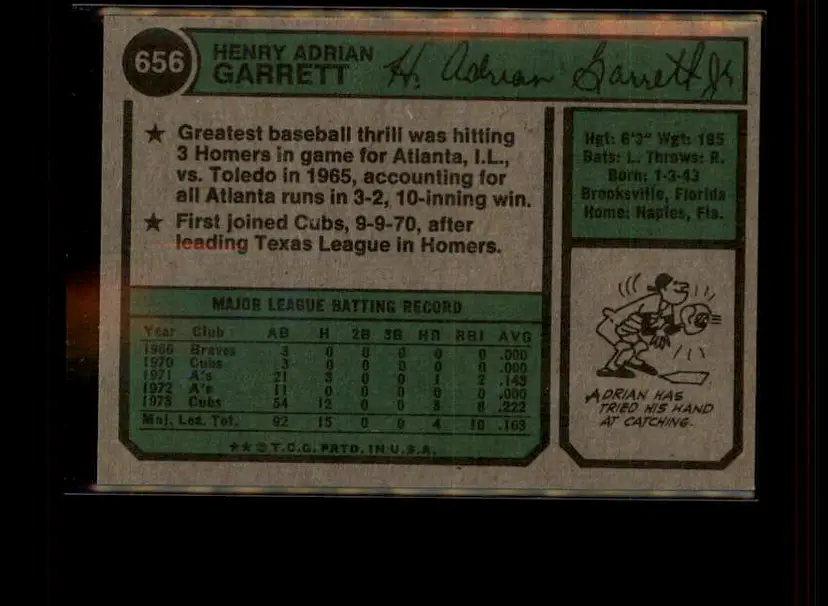 656
HENRY ADRIAN
GARRETT
H. Adrian Garrett Jr
★ Greatest baseball thrill was hitting
3 Homers in game for Atlanta, I.L.,
vs. Toledo in 1965, accounting for
all Atlanta runs in 3-2, 10-inning win.
★ First joined Cubs, 9-9-70, after
leading Texas League in Homers.
Hgt: 6'3" Wgt: 185
Bats: L. Throws: R.
Born: 1-3-43
Brooksville, Florida
Home: Naples, Fla.
MAJOR LEAGUE BATTING RECORD
Year Club AB H 2B 3B HR RBI AVG
1966 Braves 3 0 0 0 0 0 .000
1970 Cubs 3 0 0 0 0 0 .000
1971 A's 21 3 0 0 1 2 .143
1972 A's 11 0 0 0 0 0 .000
1973 Cubs 54 12 0 0 3 8 .222
Maj. Lea. Tot. 92 15 0 0 4 10 .163
★★ © T.C.G. PRTD. IN U.S.A.
ADRIAN HAS
TRIED HIS HAND
AT CATCHING.